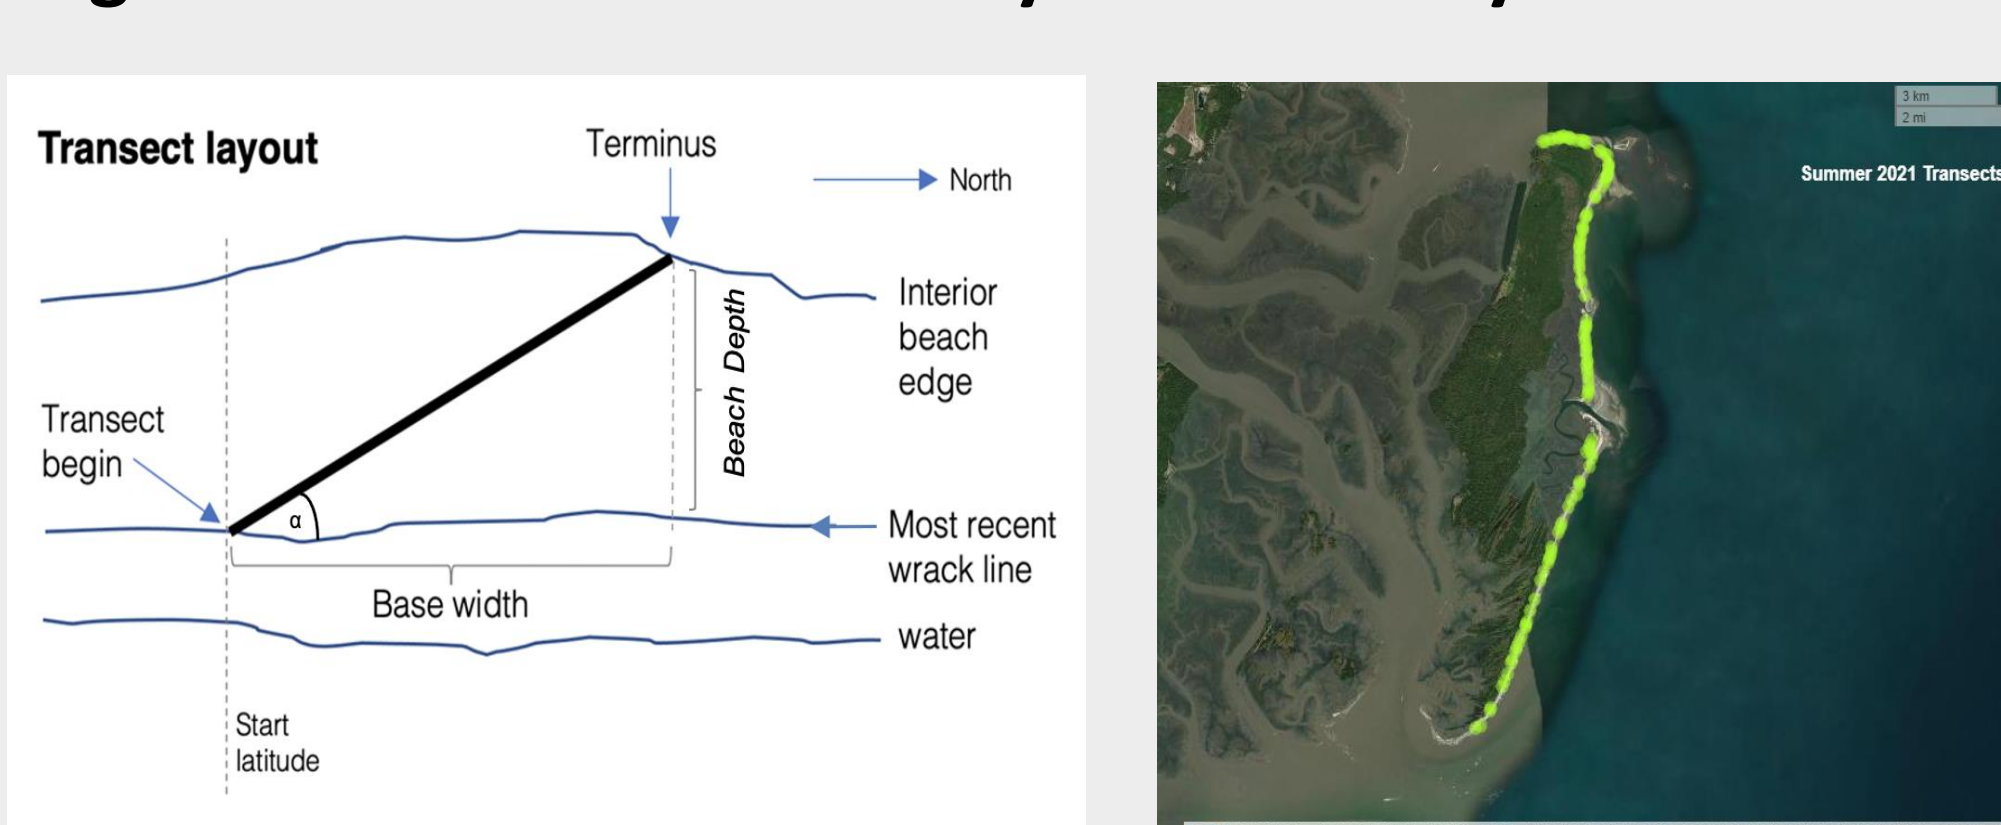 Transect layout
Terminus
North
Interior
beach
edge
Beach Depth
Transect
begin
α
Most recent
wrack line
Base width
water
Start
latitude
3 km
2 mi
Summer 2021 Transects